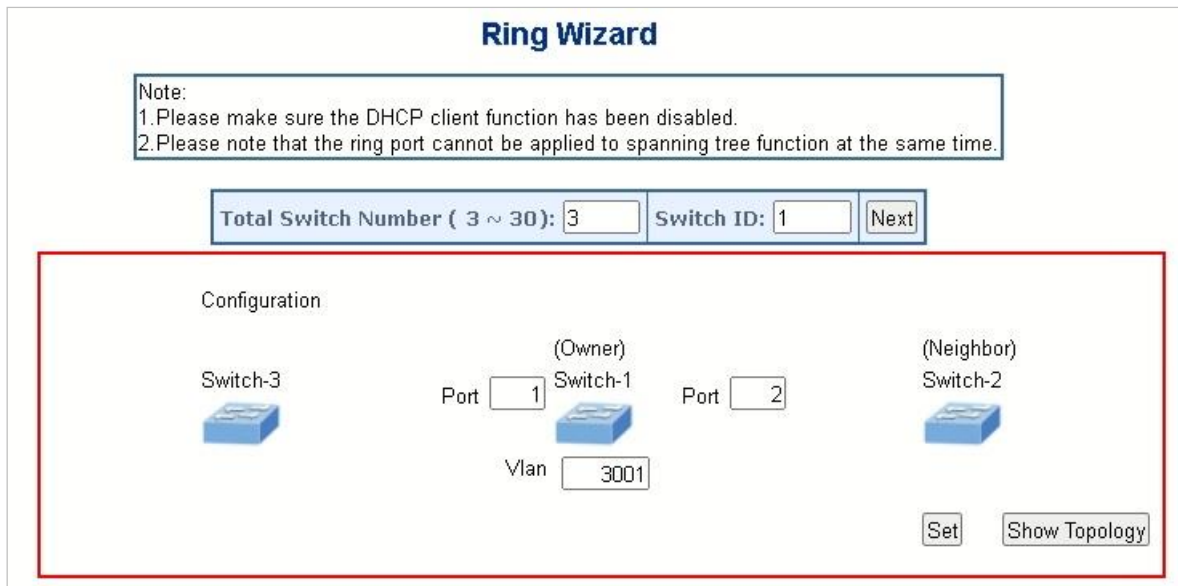 Ring Wizard
Note:
1.Please make sure the DHCP client function has been disabled.
2.Please note that the ring port cannot be applied to spanning tree function at the same time.
Total Switch Number ( 3 ~ 30): 3 Switch ID: 1 Next
Configuration
(Owner) (Neighbor)
Switch-3 Port 1 Switch-1 Port 2 Switch-2
Vlan 3001
Set Show Topology